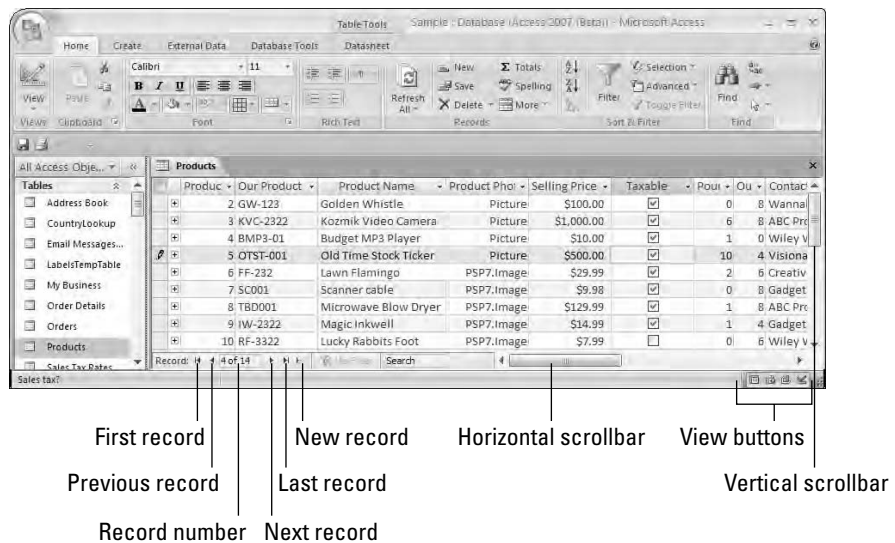 Table Tools Sample : Database (Access 2007 (Beta)) - Microsoft Access
Home Create External Data Database Tools Datasheet
Calibri 11
New Totals Selection
Save Spelling Advanced
View Paste B I U Refresh All Delete More Filter Toggle Filter Find
Views Clipboard Font Rich Text Records Sort & Filter Find
All Access Obje... Products
Tables Produc Our Product Product Name Product Phot Selling Price Taxable Pour Ou Contact
Address Book 2 GW-123 Golden Whistle Picture $100.00 0 8 Wannal
CountryLookup 3 KVC-2322 Kozmik Video Camera Picture $1,000.00 6 8 ABC Pro
Email Messages... 4 BMP3-01 Budget MP3 Player Picture $10.00 1 0 Wiley W
LabelsTempTable 5 OTST-001 Old Time Stock Ticker Picture $500.00 10 4 Visiona
My Business 6 FF-232 Lawn Flamingo PSP7.Image $29.99 2 6 Creativ
Order Details 7 SC001 Scanner cable PSP7.Image $9.98 0 8 Gadget
Orders 8 TBD001 Microwave Blow Dryer PSP7.Image $129.99 1 8 ABC Pro
Products 9 IW-2322 Magic Inkwell PSP7.Image $14.99 1 4 Gadget
Sales Tax Rates 10 RF-3322 Lucky Rabbits Foot PSP7.Image $7.99 0 6 Wiley W
Record: 4 of 14 Search
Sales tax?
First record New record Horizontal scrollbar View buttons
Previous record Last record Vertical scrollbar
Record number Next record